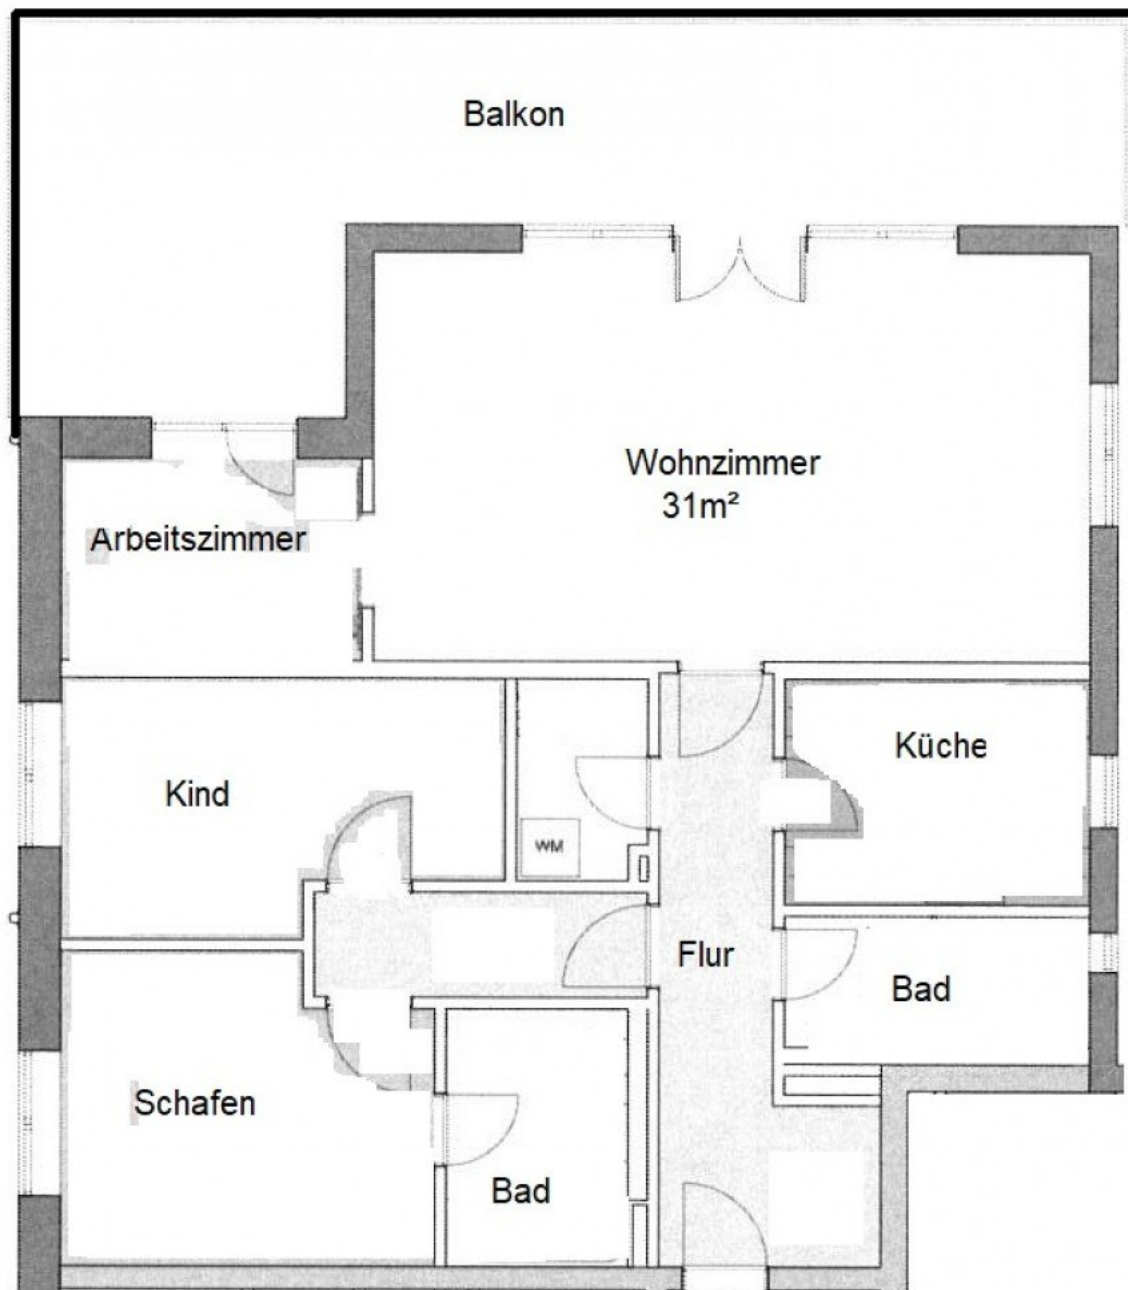 Balkon
Wohnzimmer
31m²
Arbeitszimmer
Küche
Kind
WM
Flur
Bad
Schafen
Bad